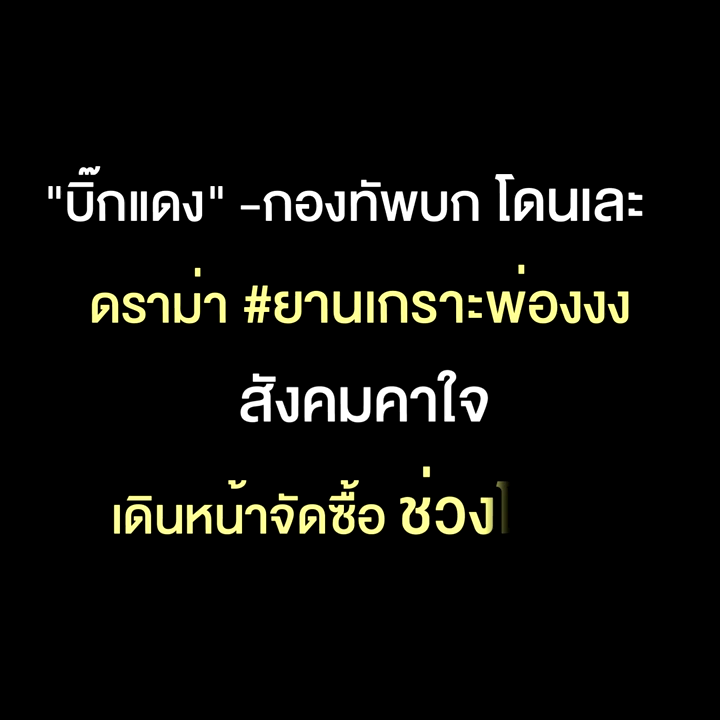 "บิ๊กแดง" -กองทัพบก โดนเละ
ดราม่า #ยานเกราะพ่องงง
สังคมคาใจ
เดินหน้าจัดซื้อ ช่วง